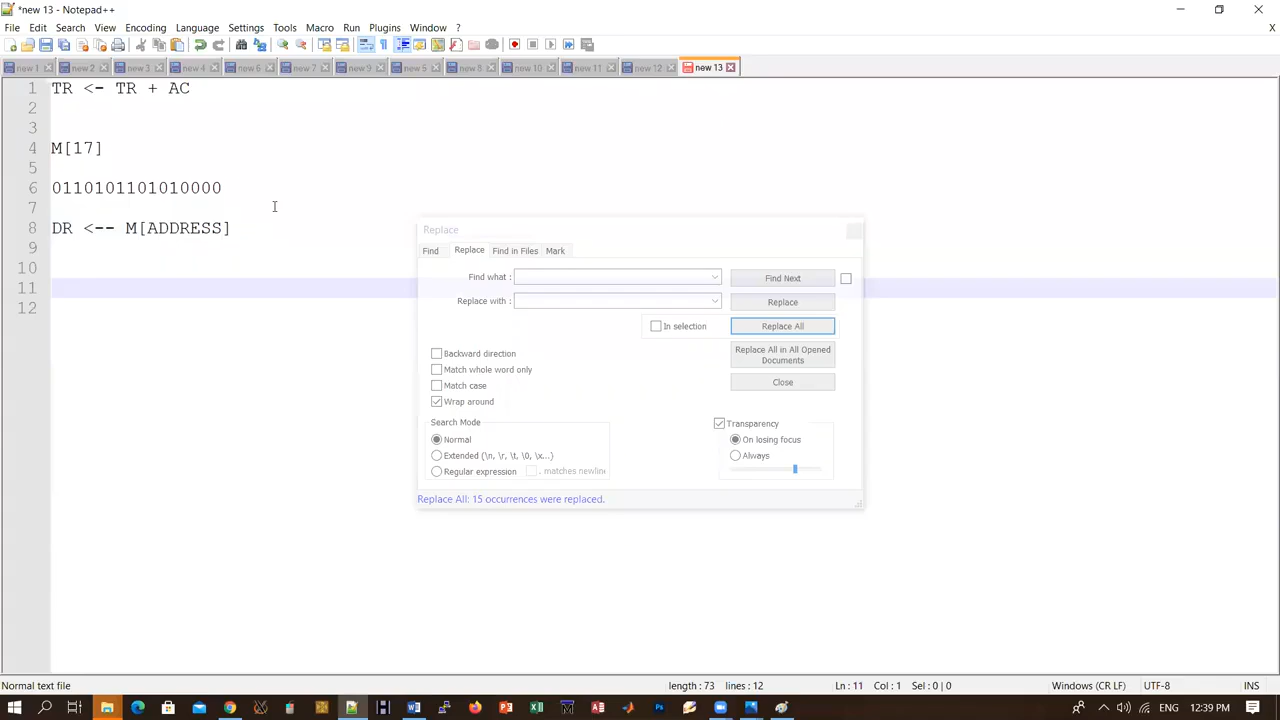 *new 13 - Notepad++
File Edit Search View Encoding Language Settings Tools Macro Run Plugins Window ? X
new 1 new 2 new 3 new 4 new 6 new 7 new 9 new 5 new 8 new 10 new 11 new 12 new 13
1 TR <- TR + AC
2
3
4 M[17]
5
6 0110101101010000
7
8 DR <-- M[ADDRESS]
9
10
11
12
Replace
Find Replace Find in Files Mark
Find what : Find Next
Replace with : Replace
In selection Replace All
Replace All in All Opened
Documents
Backward direction
Match whole word only
Close
Match case
Wrap around
Search Mode
Transparency
Normal
On losing focus
Extended (\n, \r, \t, \0, \x...)
Always
Regular expression . matches newline
Replace All: 15 occurrences were replaced.
Normal text file length : 73 lines : 12 Ln : 11 Col : 1 Sel : 0 | 0 Windows (CR LF) UTF-8 INS
ENG 12:39 PM